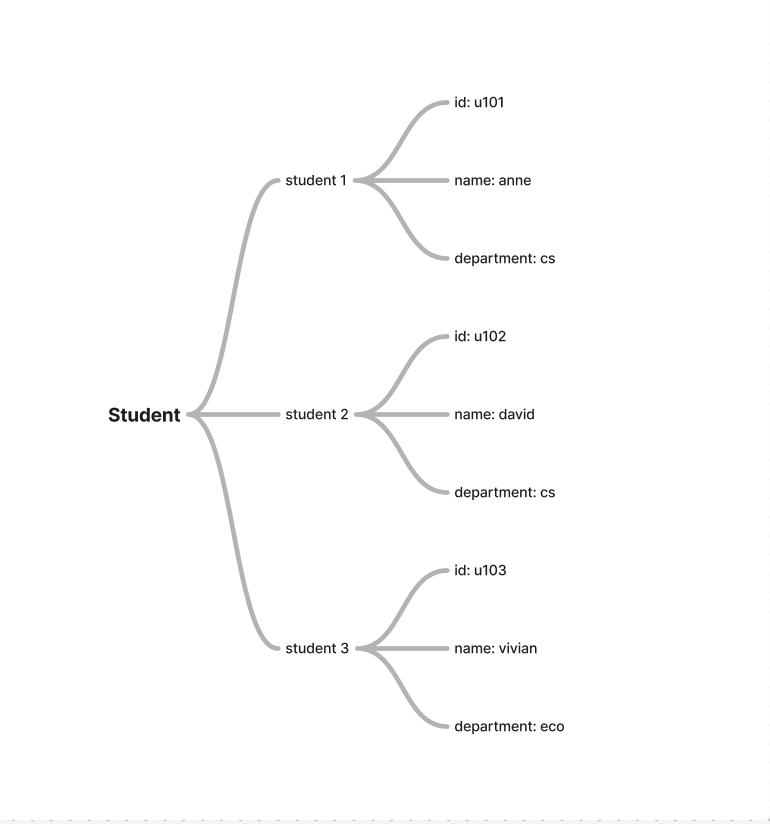 Student
student 1
id: u101
name: anne
department: cs
student 2
id: u102
name: david
department: cs
student 3
id: u103
name: vivian
department: eco